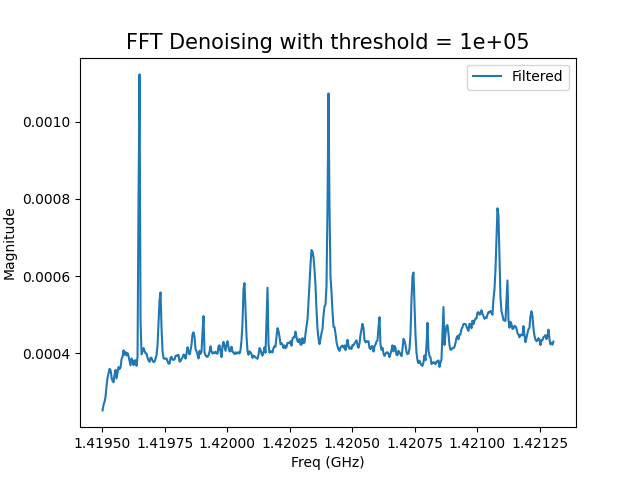 FFT Denoising with threshold = 1e+05
Filtered
0.0010
0.0008
0.0006
0.0004
Magnitude
1.41950 1.41975 1.42000 1.42025 1.42050 1.42075 1.42100 1.42125
Freq (GHz)